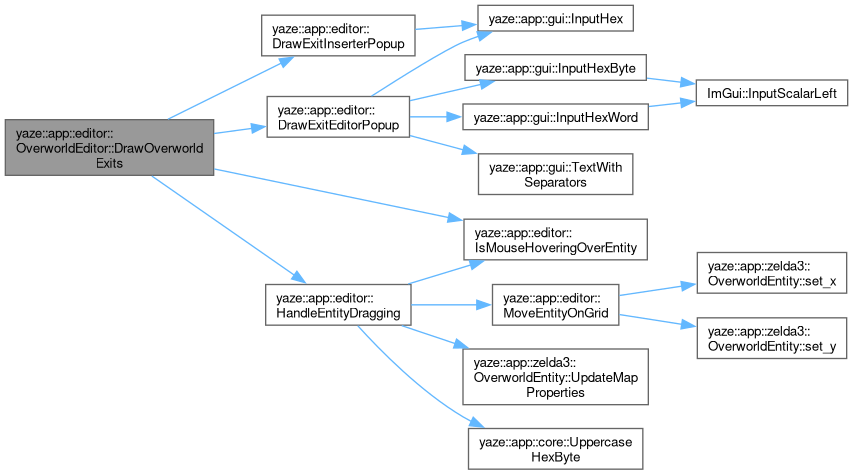 yaze::app::editor::
OverworldEditor::DrawOverworld
Exits
yaze::app::editor::
DrawExitInserterPopup
yaze::app::editor::
DrawExitEditorPopup
yaze::app::editor::
HandleEntityDragging
yaze::app::gui::InputHex
yaze::app::gui::InputHexByte
yaze::app::gui::InputHexWord
yaze::app::gui::TextWith
Separators
yaze::app::editor::
IsMouseHoveringOverEntity
yaze::app::editor::
MoveEntityOnGrid
yaze::app::zelda3::
OverworldEntity::UpdateMap
Properties
yaze::app::core::Uppercase
HexByte
ImGui::InputScalarLeft
yaze::app::zelda3::
OverworldEntity::set_x
yaze::app::zelda3::
OverworldEntity::set_y